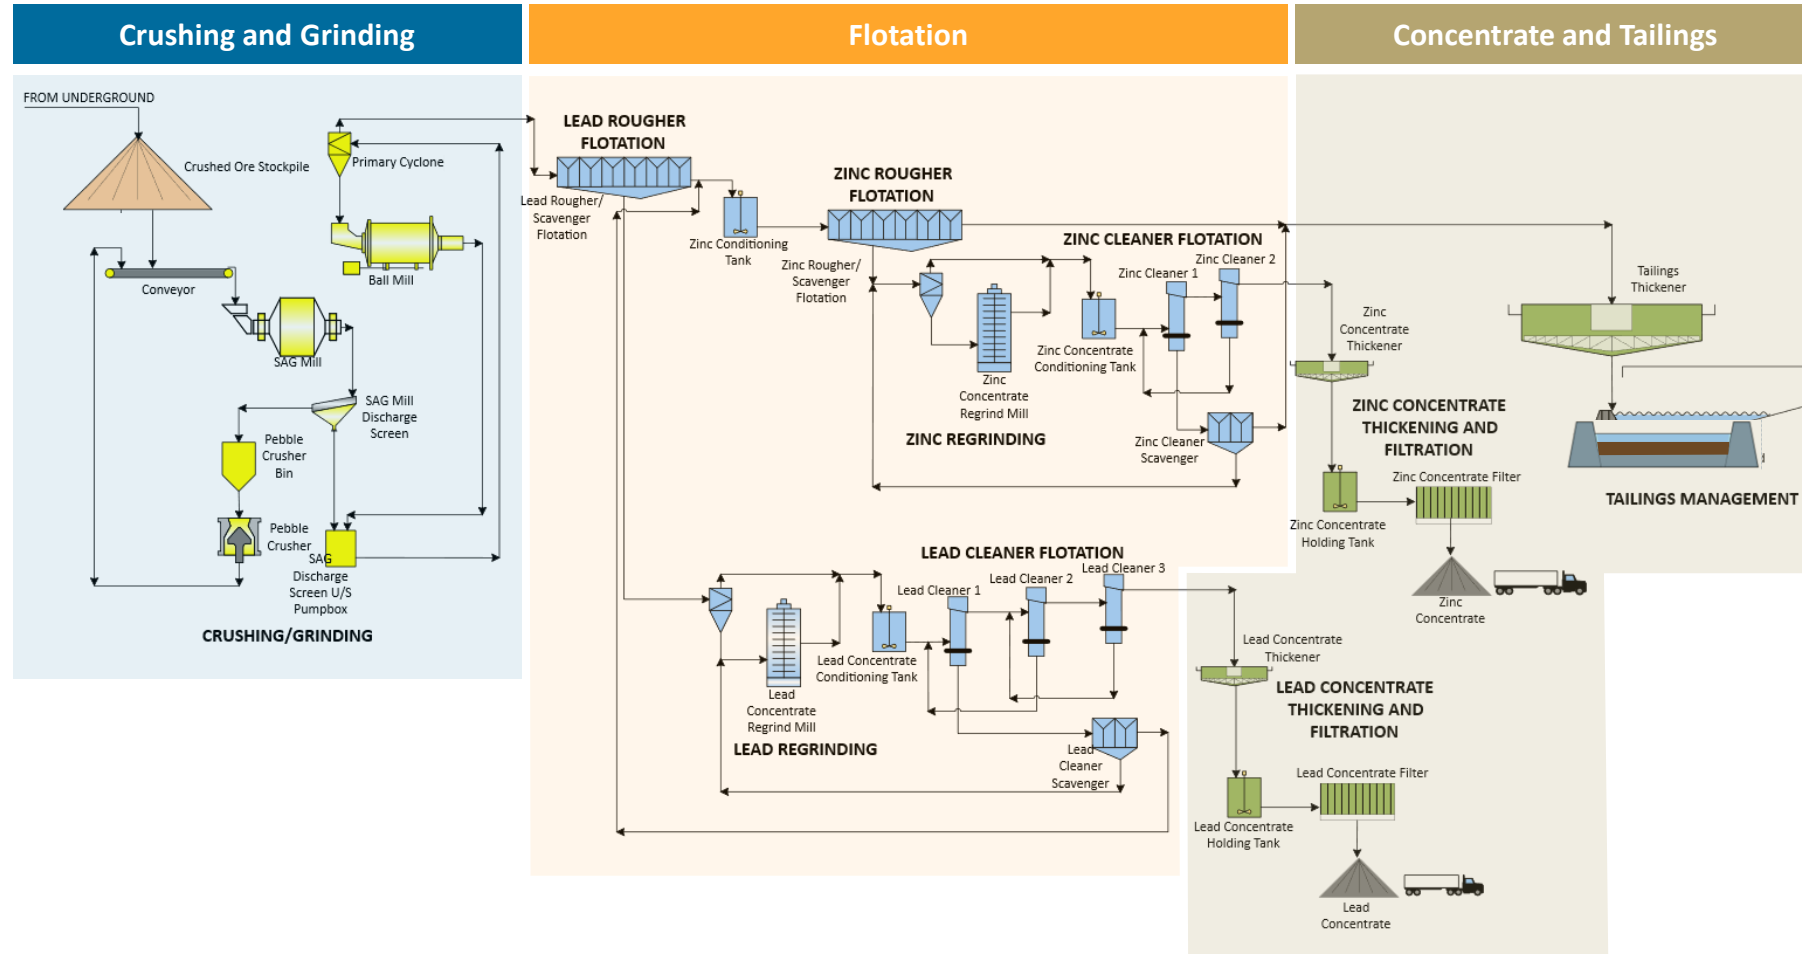 Crushing and Grinding
Flotation
Concentrate and Tailings
FROM UNDERGROUND
Crushed Ore Stockpile
Primary Cyclone
Conveyor
Ball Mill
SAG Mill
SAG Mill
Discharge
Screen
Pebble
Crusher
Bin
Pebble
Crusher
SAG
Discharge
Screen U/S
Pumpbox
CRUSHING/GRINDING
LEAD ROUGHER
FLOTATION
Lead Rougher/
Scavenger
Flotation
Zinc Conditioning
Tank
ZINC ROUGHER
FLOTATION
Zinc Rougher/
Scavenger
Flotation
ZINC CLEANER FLOTATION
Zinc Cleaner 1
Zinc Cleaner 2
Zinc Concentrate
Conditioning Tank
Zinc
Concentrate
Regrind Mill
ZINC REGRINDING
Zinc Cleaner
Scavenger
LEAD CLEANER FLOTATION
Lead Cleaner 1
Lead Cleaner 2
Lead Cleaner 3
Lead Concentrate
Conditioning Tank
Lead
Concentrate
Regrind Mill
LEAD REGRINDING
Lead
Cleaner
Scavenger
Tailings
Thickener
Zinc
Concentrate
Thickener
ZINC CONCENTRATE
THICKENING AND
FILTRATION
Zinc Concentrate Filter
Zinc Concentrate
Holding Tank
Zinc
Concentrate
TAILINGS MANAGEMENT
Lead Concentrate
Thickener
LEAD CONCENTRATE
THICKENING AND
FILTRATION
Lead Concentrate Filter
Lead Concentrate
Holding Tank
Lead
Concentrate